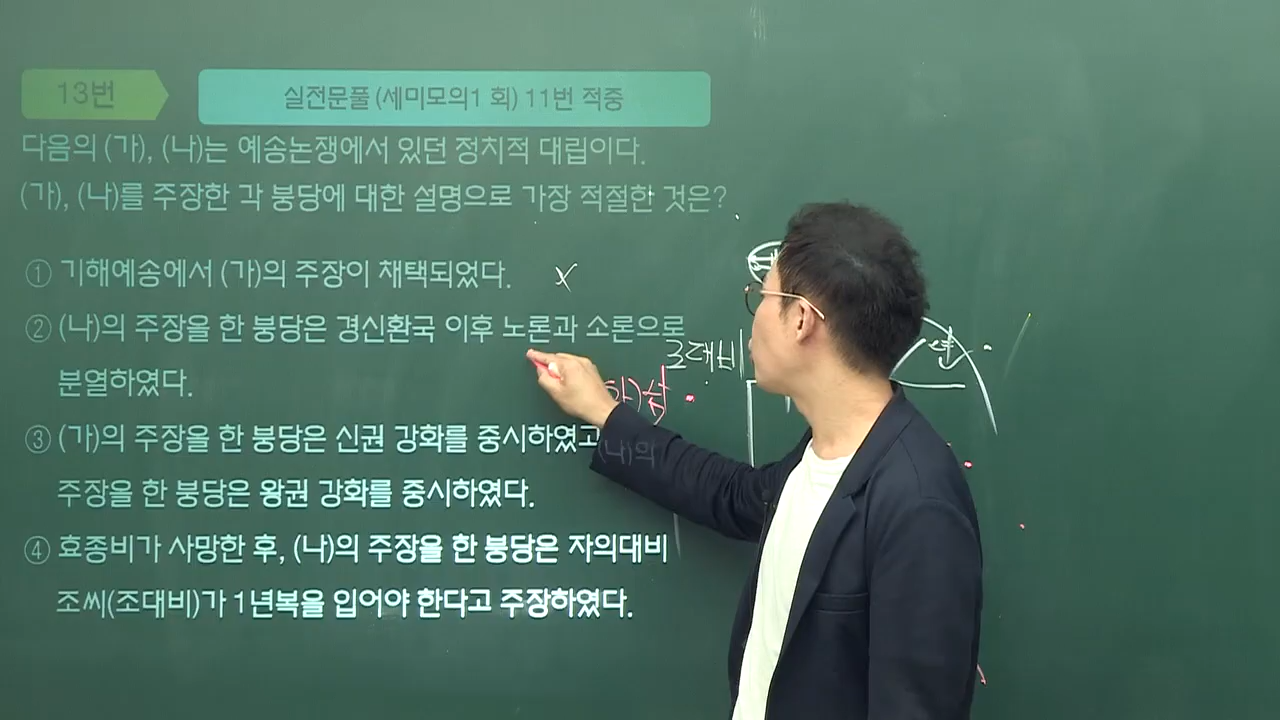 13번
실전문풀 (세미모의1 회) 11번 적중
다음의 (가), (나)는 예송논쟁에서 있던 정치적 대립이다.
(가), (나)를 주장한 각 붕당에 대한 설명으로 가장 적절한 것은?
① 기해예송에서 (가)의 주장이 채택되었다. X
② (나)의 주장을 한 붕당은 경신환국 이후 노론과 소론으로
분열하였다.
③ (가)의 주장을 한 붕당은 신권 강화를 중시하였고 (나)의
주장을 한 붕당은 왕권 강화를 중시하였다.
④ 효종비가 사망한 후, (나)의 주장을 한 붕당은 자의대비
조씨(조대비)가 1년복을 입어야 한다고 주장하였다.